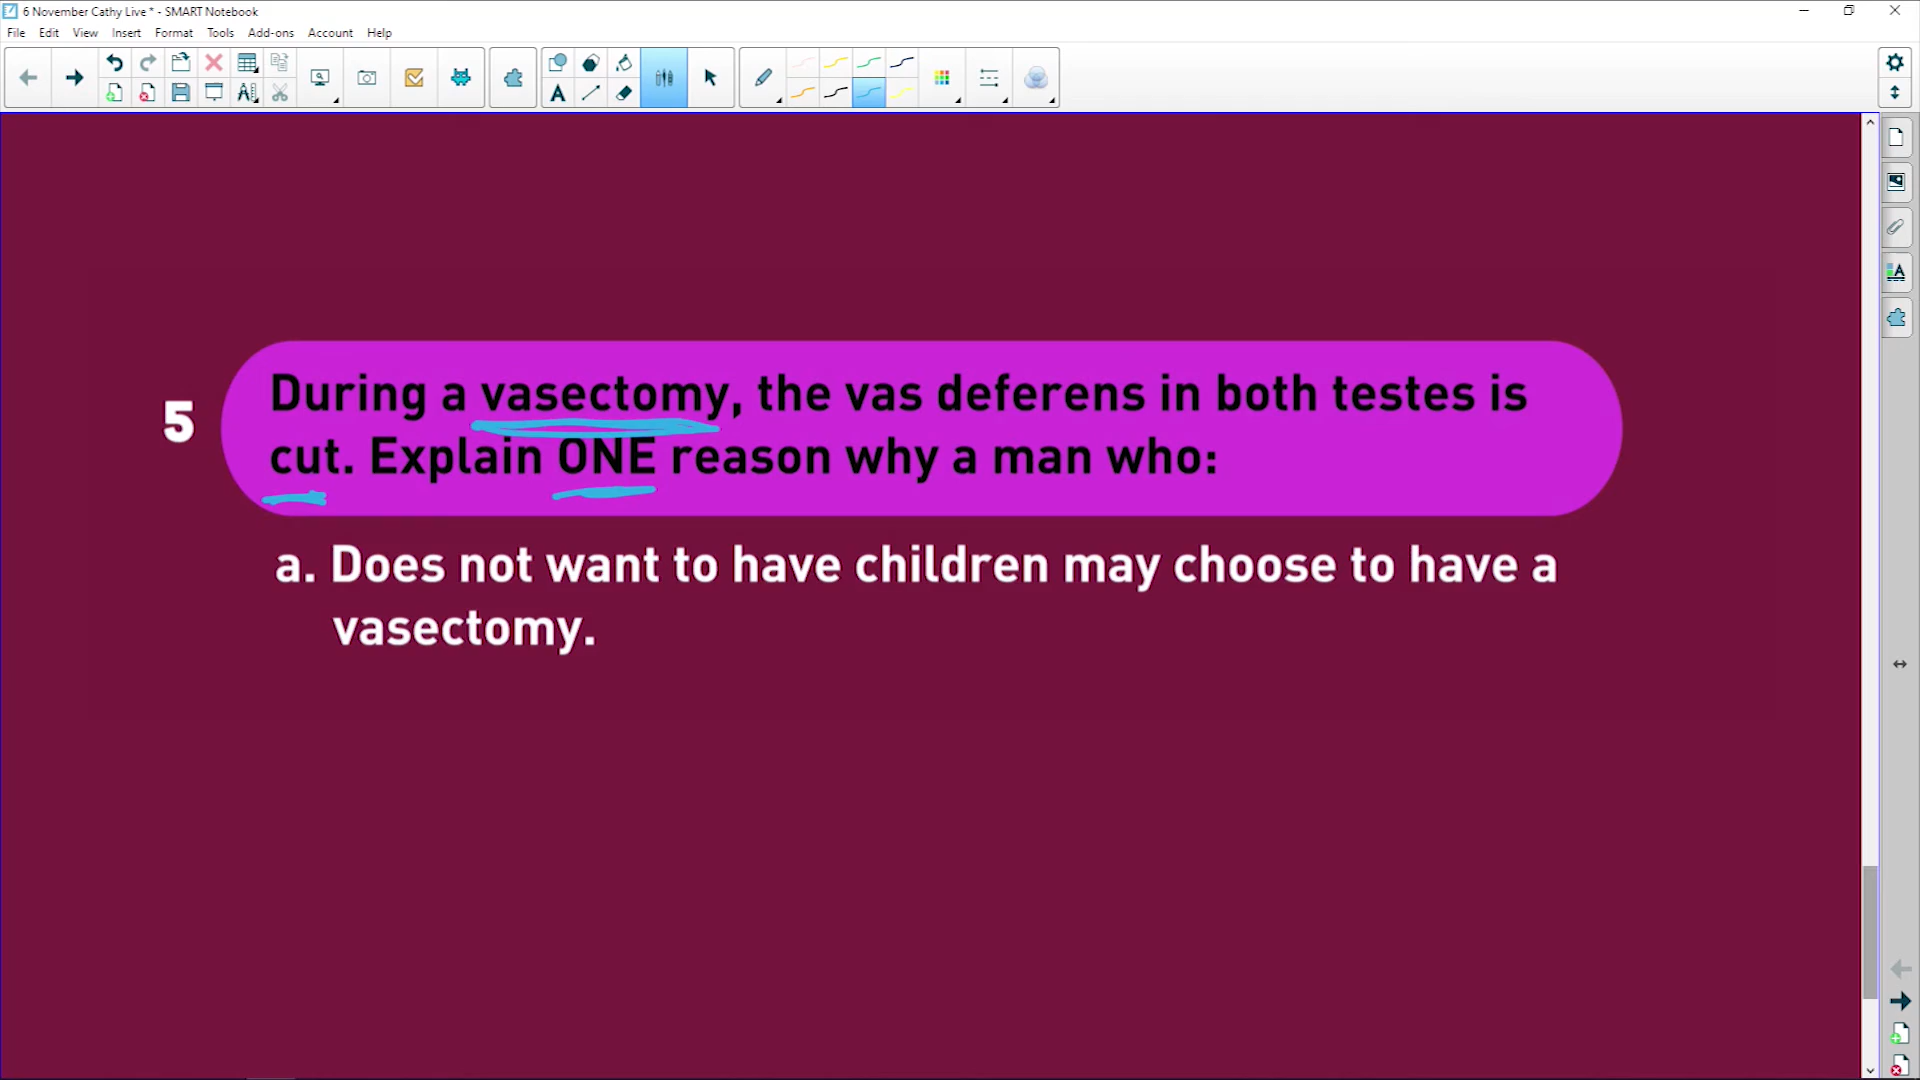 6 November Cathy Live * - SMART Notebook
File Edit View Insert Format Tools Add-ons Account Help
5
During a vasectomy, the vas deferens in both testes is
cut. Explain ONE reason why a man who:
a. Does not want to have children may choose to have a
vasectomy.